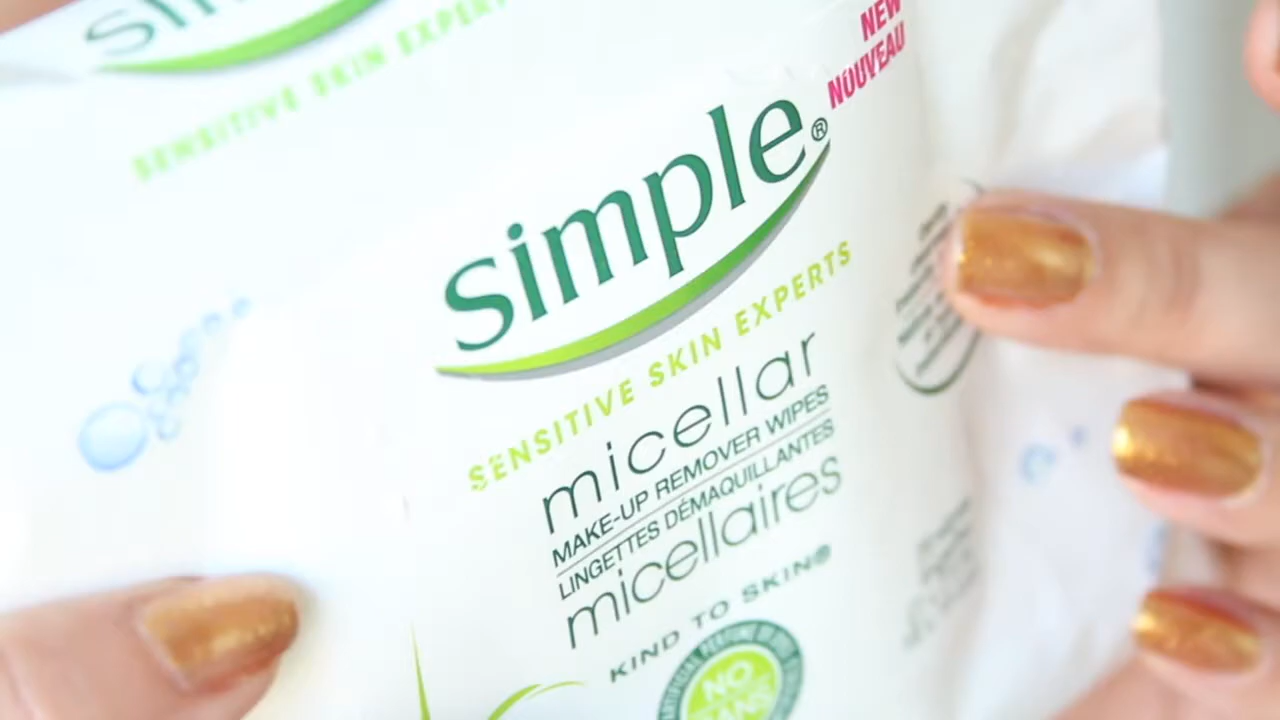 SENSITIVE SKIN EXPERT
NEW
NOUVEAU
simple®
SENSITIVE SKIN EXPERTS
micellar
MAKE-UP REMOVER WIPES
LINGETTES DÉMAQUILLANTES
micellaires
KIND TO SKIN®
NO